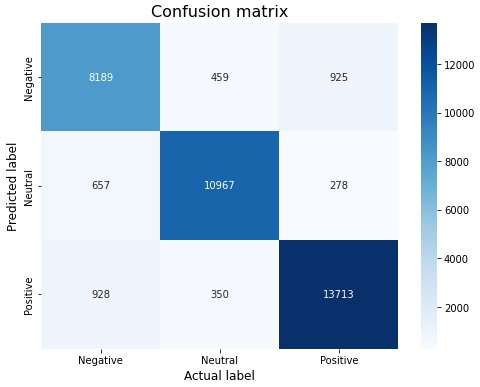 Confusion matrix
Predicted label
Negative
8189 459 925
Neutral
657 10967 278
Positive
928 350 13713
Negative Neutral Positive
Actual label
12000
10000
8000
6000
4000
2000